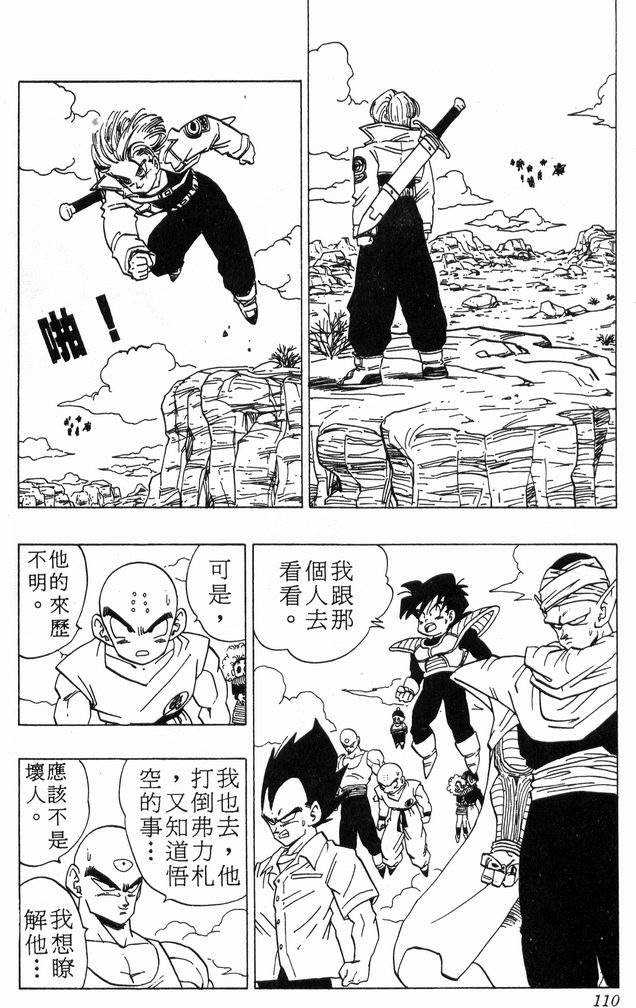 啪！
我跟那
個人去
看看。
可是，
他的來歷
不明。
我也去，他
打倒弗力札
，又知道悟
空的事…
應該不是
壞人。
我想瞭
解他…
110